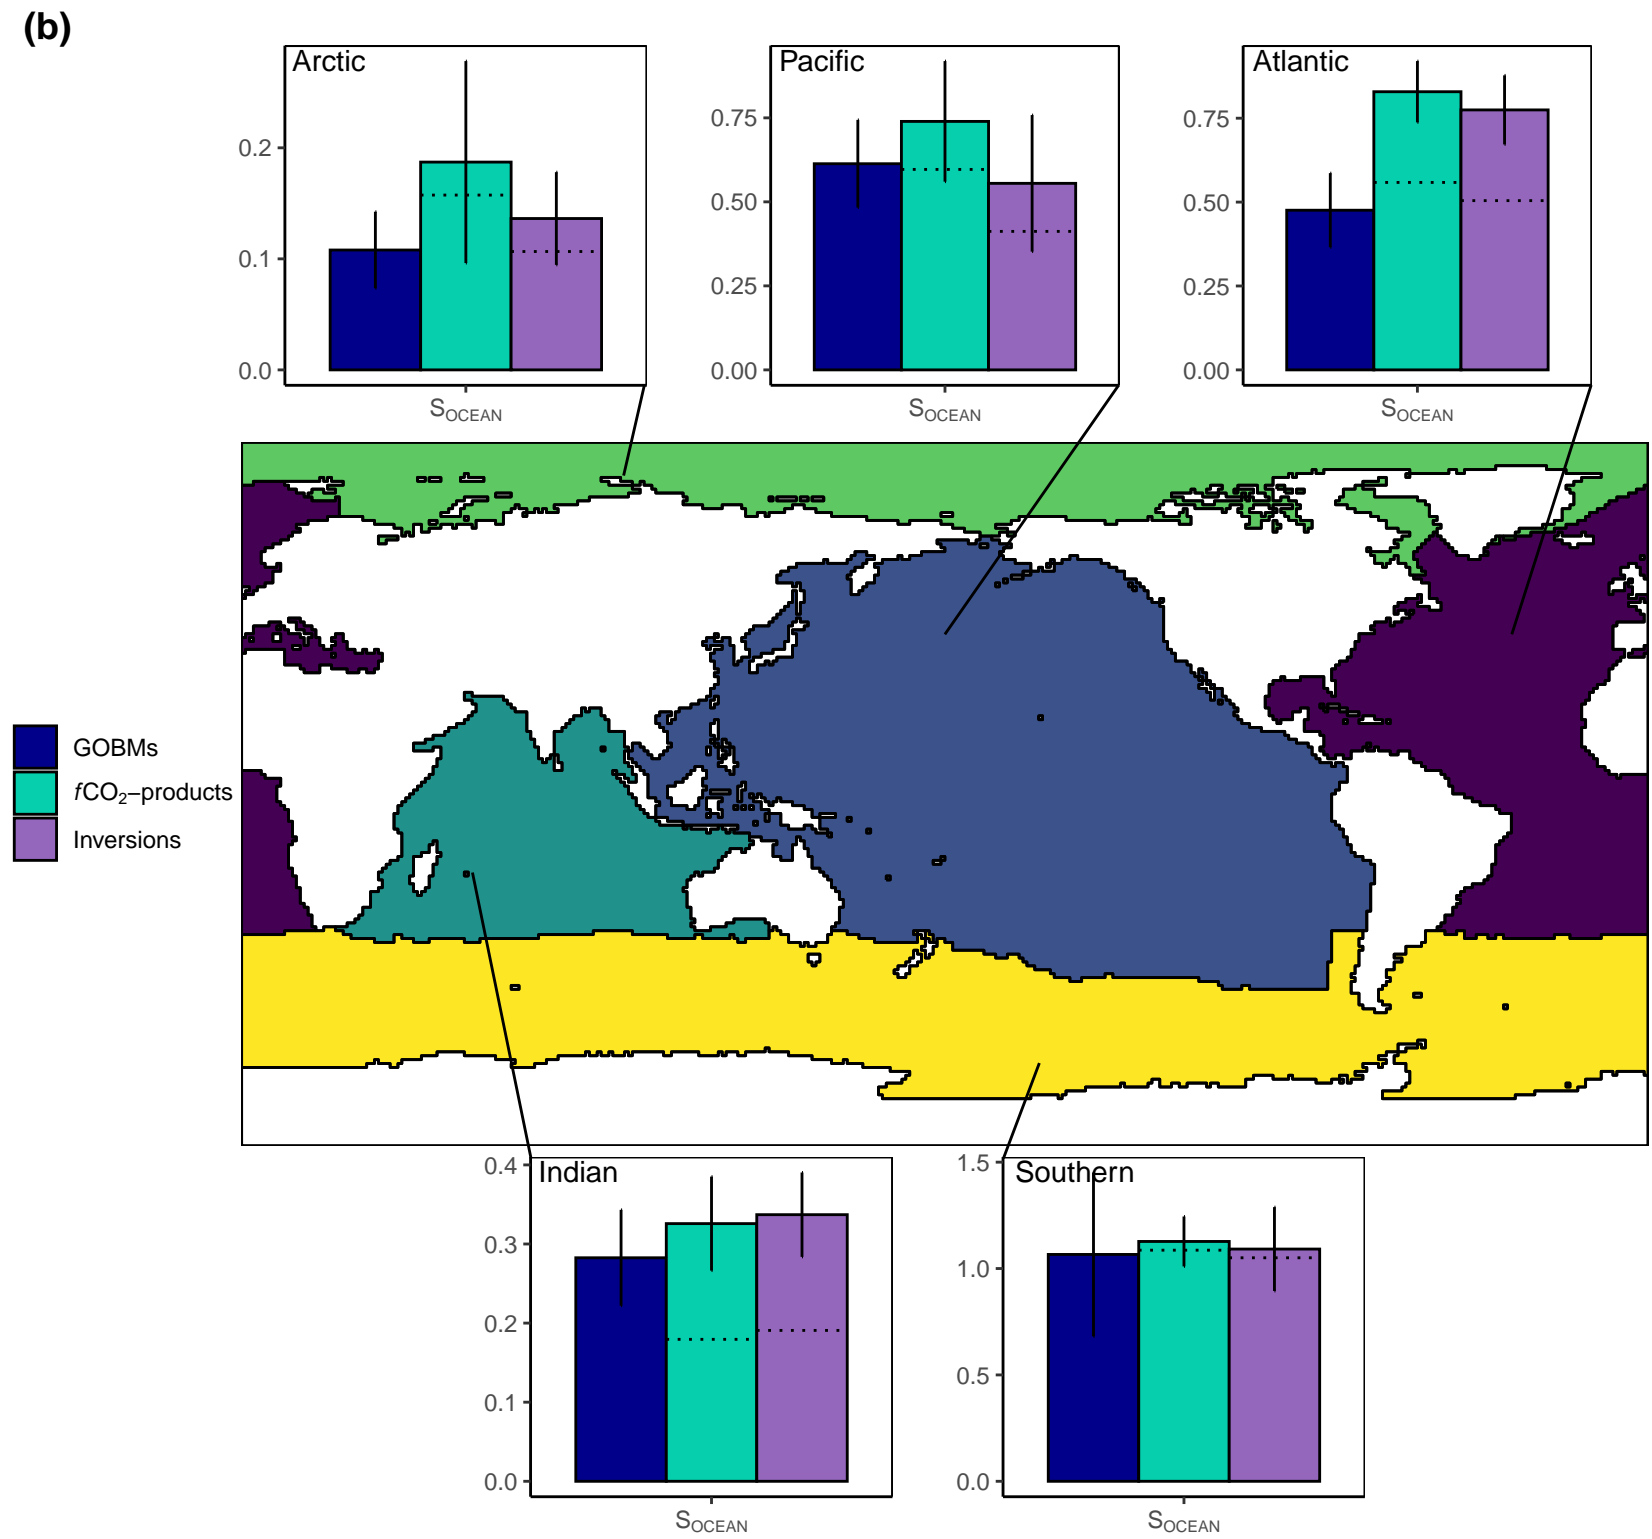 (b)
Arctic
0.2
0.1
0.0
SOCEAN
Pacific
0.75
0.50
0.25
0.00
SOCEAN
Atlantic
0.75
0.50
0.25
0.00
SOCEAN
GOBMs
fCO₂–products
Inversions
Indian
0.4
0.3
0.2
0.1
0.0
SOCEAN
Southern
1.5
1.0
0.5
0.0
SOCEAN